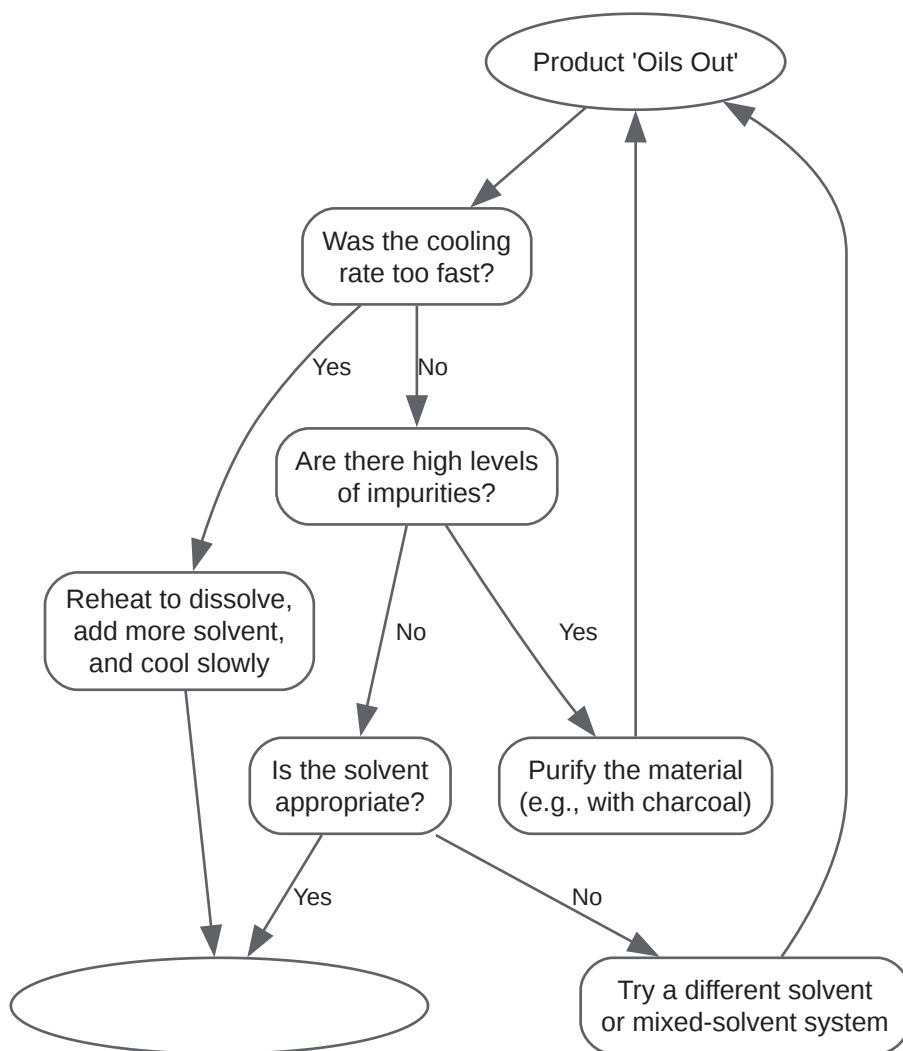 Product 'Oils Out'
Was the cooling
rate too fast?
Yes
No
Are there high levels
of impurities?
Reheat to dissolve,
add more solvent,
and cool slowly
No
Yes
Is the solvent
appropriate?
Purify the material
(e.g., with charcoal)
Yes
No
Try a different solvent
or mixed-solvent system